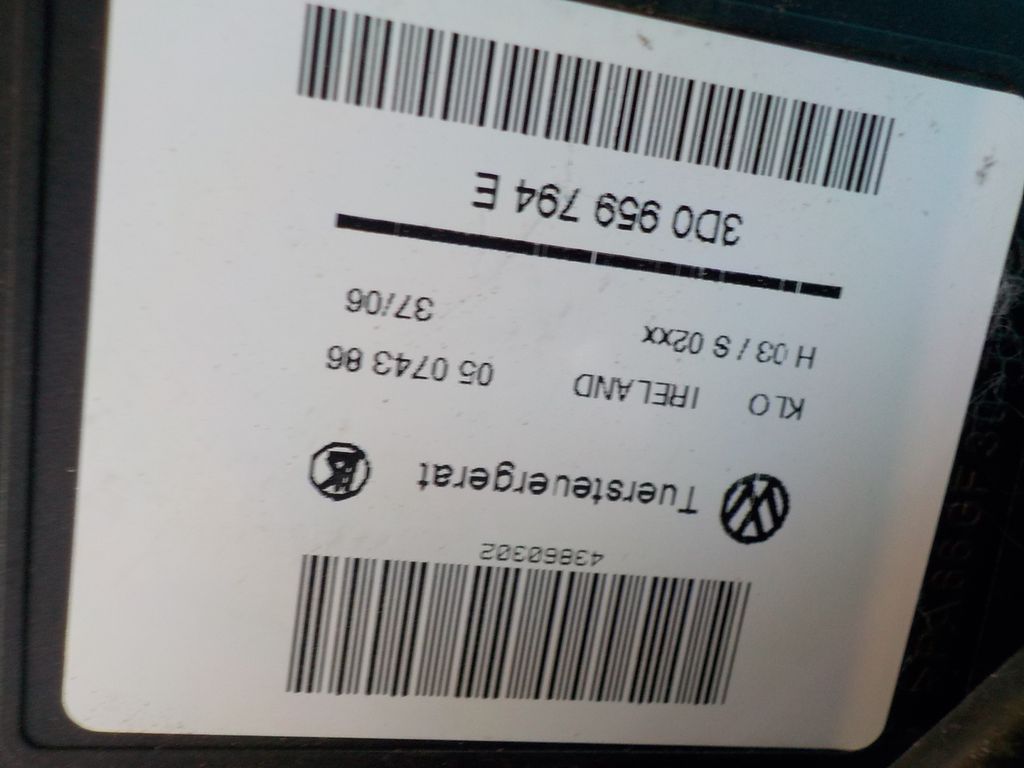 43860302
Tuersteuergerat
KLO IRELAND 05 0743 86
H 03 / S 02xx 37/06
3D0 959 794 E